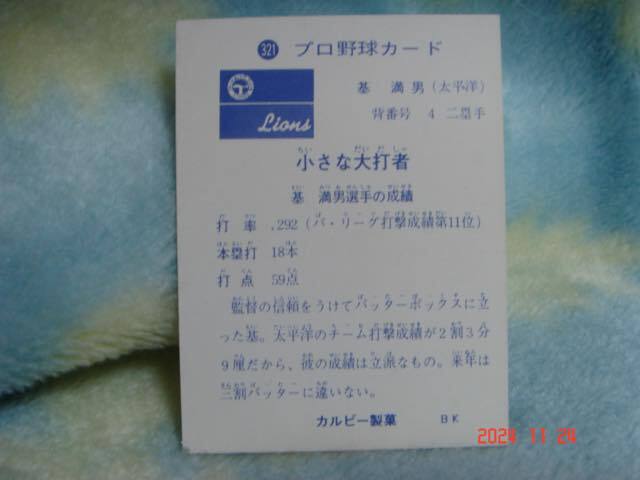 321 プロ野球カード
Lions
基 満男(太平洋)
背番号 4 二塁手
小さな大打者
基 満男選手の成績
打率 .292(パ・リーグ打撃成績第11位)
本塁打 18本
打点 59点
監督の信頼をうけてバッターボックスに立
った基。太平洋のチーム打撃成績が2割3分
9厘だから、彼の成績は立派なもの。来年は
三割バッターに違いない。
カルビー製菓 BK
2024 11 24